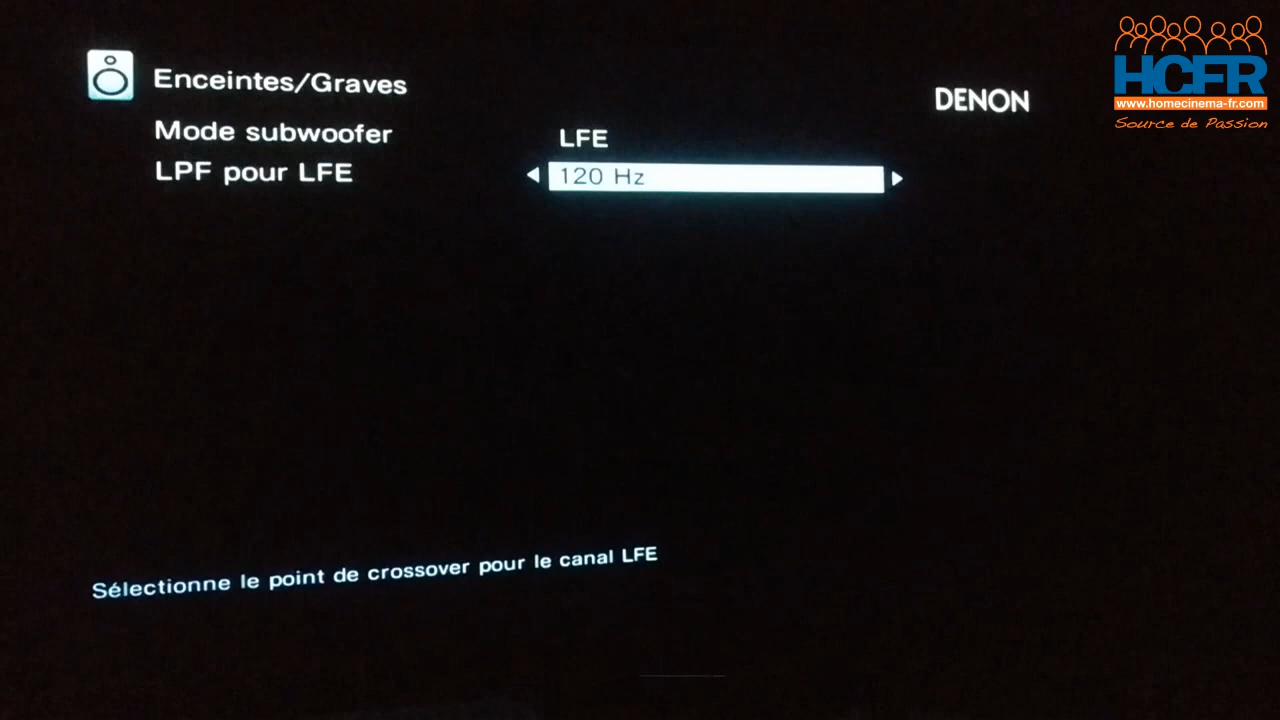 Enceintes/Graves
DENON
Mode subwoofer LFE
LPF pour LFE 120 Hz
Sélectionne le point de crossover pour le canal LFE
HCFR
www.homecinema-fr.com
Source de Passion